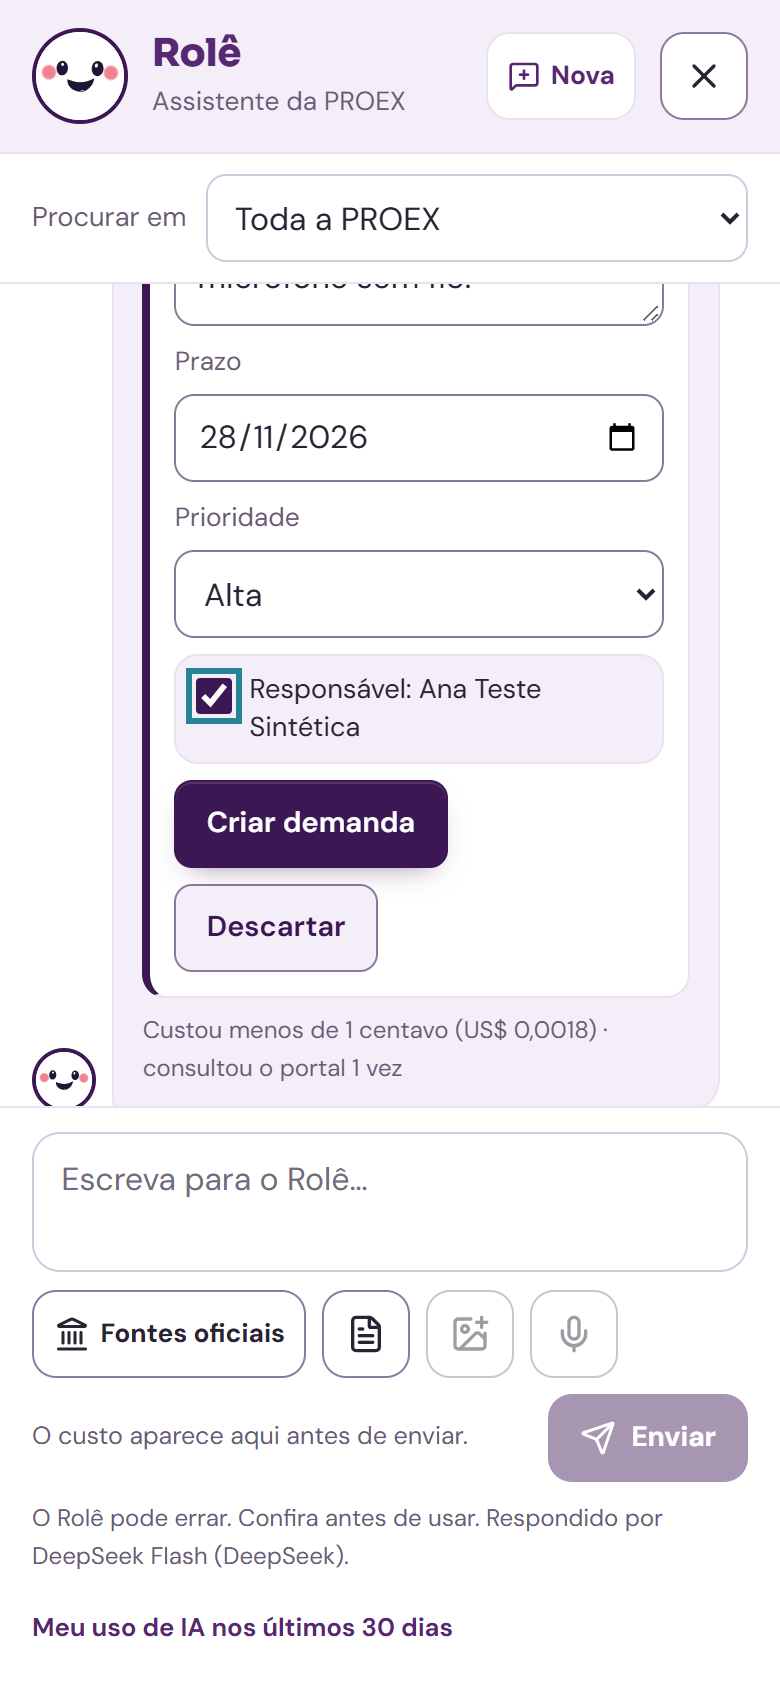 Rolê
Assistente da PROEX
Nova
Procurar em
Toda a PROEX
microfone sem fio.
Prazo
28/11/2026
Prioridade
Alta
Responsável: Ana Teste
Sintética
Criar demanda
Descartar
Custou menos de 1 centavo (US$ 0,0018) ·
consultou o portal 1 vez
Escreva para o Rolê...
Fontes oficiais
O custo aparece aqui antes de enviar.
Enviar
O Rolê pode errar. Confira antes de usar. Respondido por
DeepSeek Flash (DeepSeek).
Meu uso de IA nos últimos 30 dias